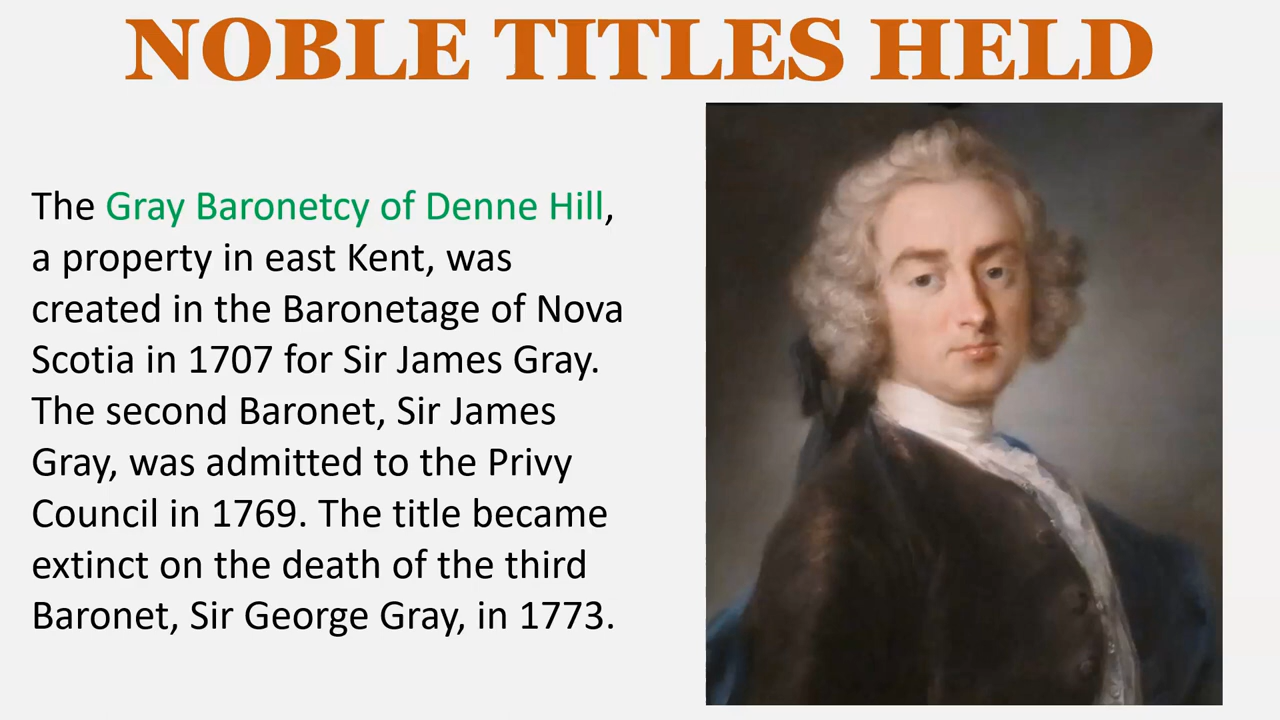 NOBLE TITLES HELD
The Gray Baronetcy of Denne Hill,
a property in east Kent, was
created in the Baronetage of Nova
Scotia in 1707 for Sir James Gray.
The second Baronet, Sir James
Gray, was admitted to the Privy
Council in 1769. The title became
extinct on the death of the third
Baronet, Sir George Gray, in 1773.